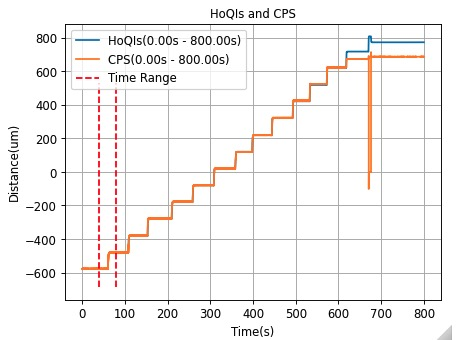 HoQIs and CPS
HoQIs(0.00s - 800.00s)
CPS(0.00s - 800.00s)
Time Range
Distance(um)
800
600
400
200
0
−200
−400
−600
0 100 200 300 400 500 600 700 800
Time(s)